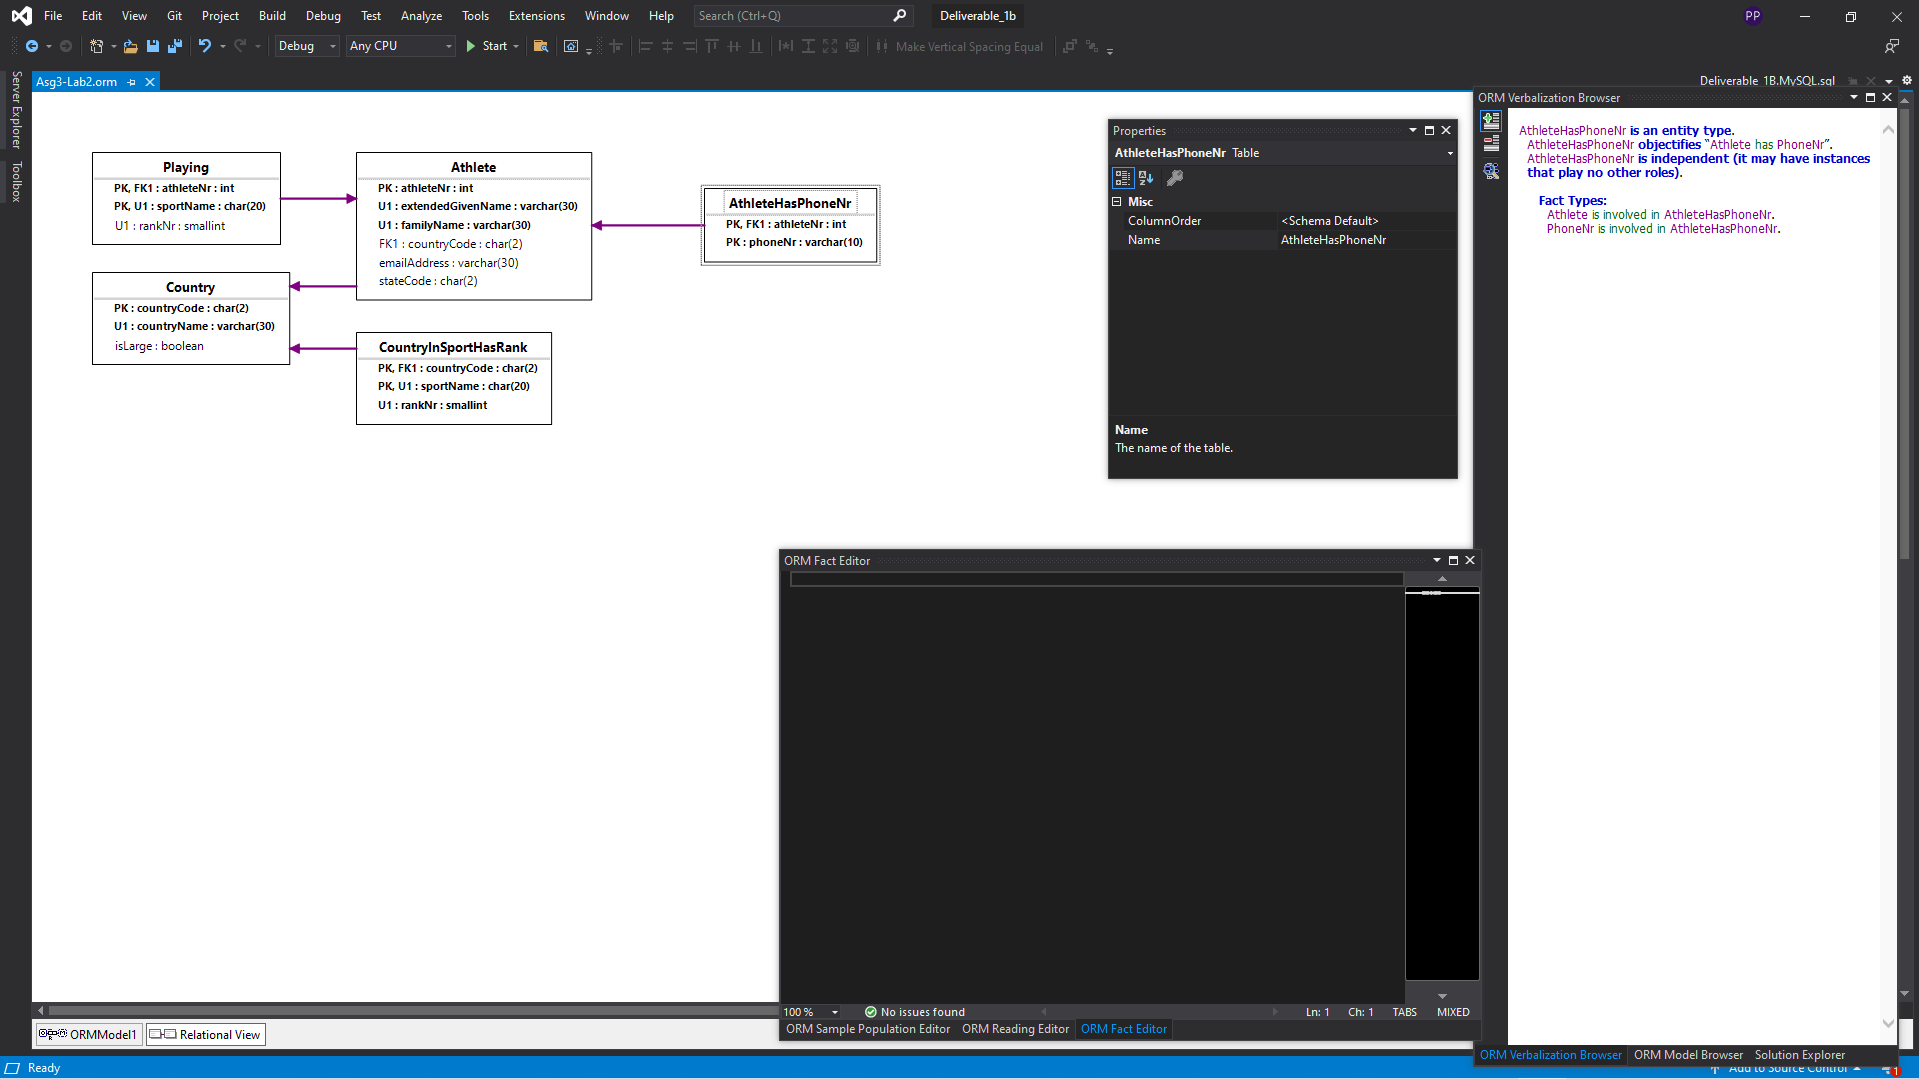 File Edit View Git Project Build Debug Test Analyze Tools Extensions Window Help Search (Ctrl+Q) Deliverable_1b PP
Debug Any CPU Start Make Vertical Spacing Equal
Server Explorer
Toolbox
Asg3-Lab2.orm
Deliverable_1B.MySQL.sql
Playing
PK, FK1 : athleteNr : int
PK, U1 : sportName : char(20)
U1 : rankNr : smallint
Athlete
PK : athleteNr : int
U1 : extendedGivenName : varchar(30)
U1 : familyName : varchar(30)
FK1 : countryCode : char(2)
emailAddress : varchar(30)
stateCode : char(2)
AthleteHasPhoneNr
PK, FK1 : athleteNr : int
PK : phoneNr : varchar(10)
Country
PK : countryCode : char(2)
U1 : countryName : varchar(30)
isLarge : boolean
CountryInSportHasRank
PK, FK1 : countryCode : char(2)
PK, U1 : sportName : char(20)
U1 : rankNr : smallint
Properties
AthleteHasPhoneNr Table
Misc
ColumnOrder <Schema Default>
Name AthleteHasPhoneNr
Name
The name of the table.
ORM Verbalization Browser
AthleteHasPhoneNr is an entity type.
AthleteHasPhoneNr objectifies “Athlete has PhoneNr”.
AthleteHasPhoneNr is independent (it may have instances
that play no other roles).
Fact Types:
Athlete is involved in AthleteHasPhoneNr.
PhoneNr is involved in AthleteHasPhoneNr.
ORM Fact Editor
100 % No issues found Ln: 1 Ch: 1 TABS MIXED
ORM Sample Population Editor ORM Reading Editor ORM Fact Editor
ORMModel1 Relational View
ORM Verbalization Browser ORM Model Browser Solution Explorer
Ready
Add to Source Control 1